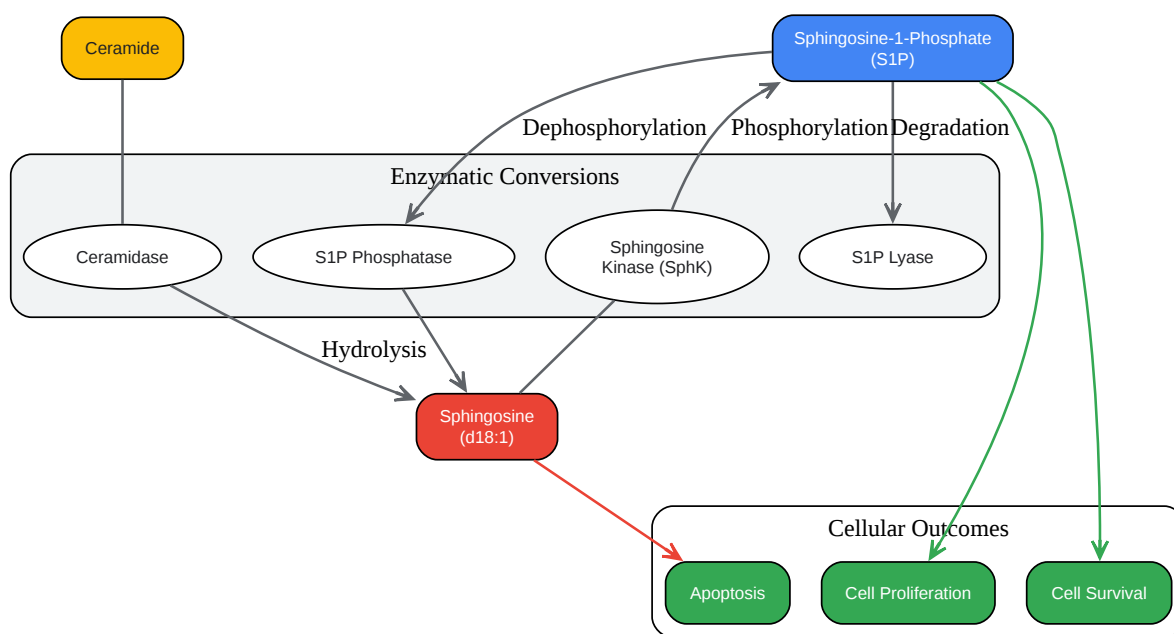 Ceramide
Sphingosine-1-Phosphate
(S1P)
Dephosphorylation
Phosphorylation
Degradation
Enzymatic Conversions
Ceramidase
S1P Phosphatase
Sphingosine
Kinase (SphK)
S1P Lyase
Hydrolysis
Sphingosine
(d18:1)
Cellular Outcomes
Apoptosis
Cell Proliferation
Cell Survival